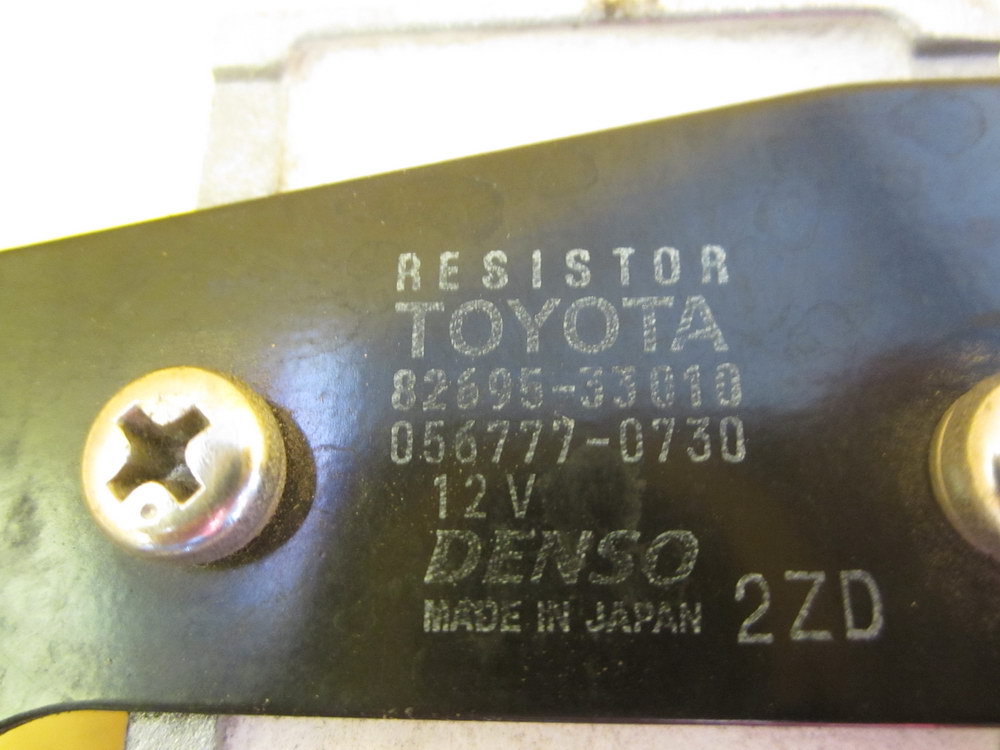 RESISTOR
TOYOTA
82695-33010
056777-0730
12V
DENSO
MADE IN JAPAN 2ZD